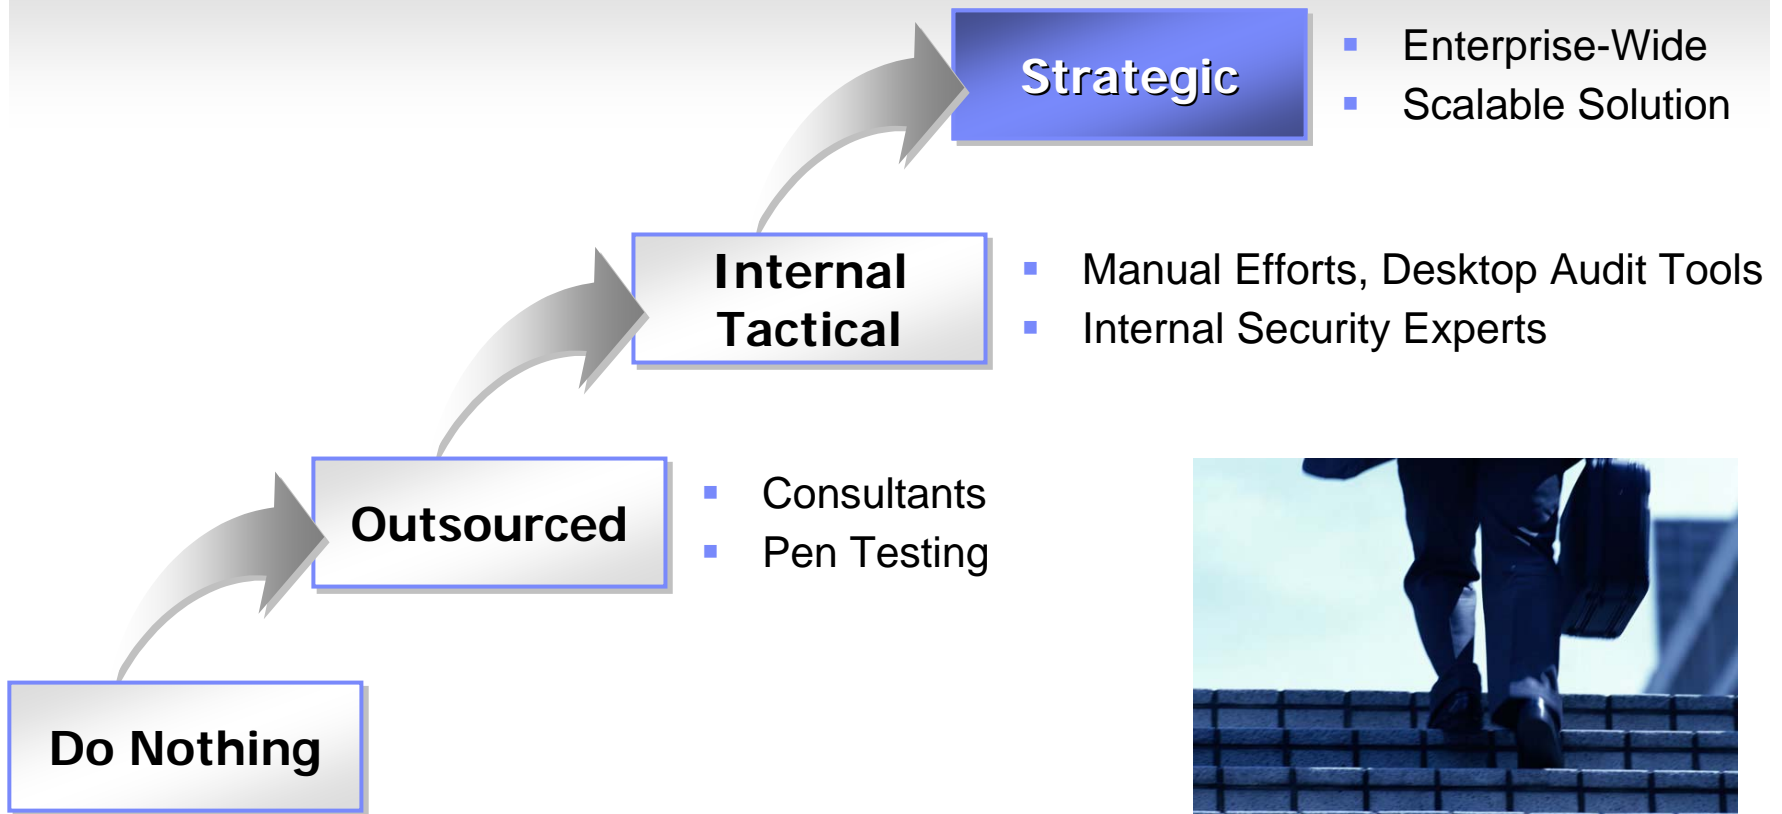 Strategic
Enterprise-Wide
Scalable Solution
Internal
Tactical
Manual Efforts, Desktop Audit Tools
Internal Security Experts
Outsourced
Consultants
Pen Testing
Do Nothing